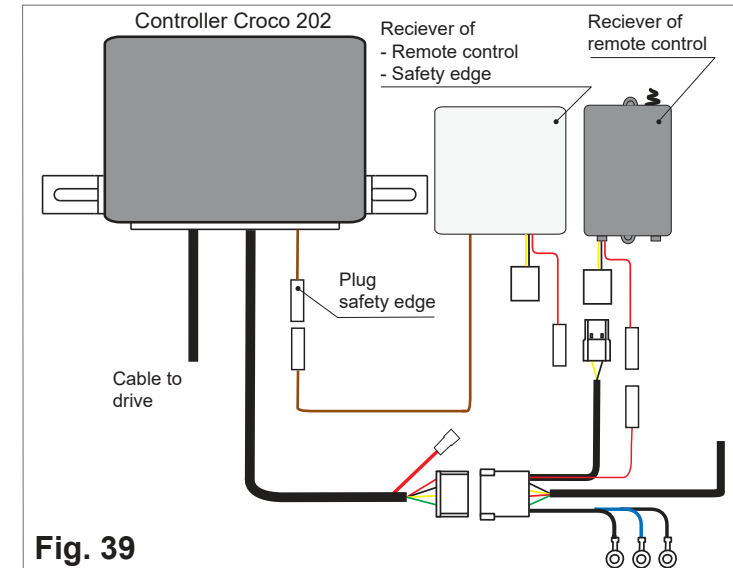 Controller Croco 202
Reciever of
- Remote control
- Safety edge
Reciever of
remote control
Plug
safety edge
Cable to
drive
Fig. 39